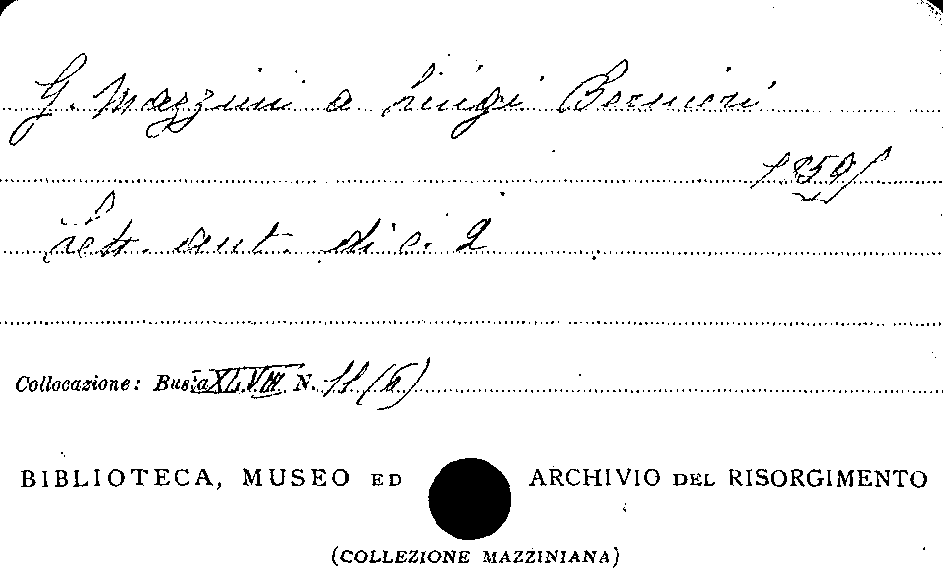 G. Mazzini a Luigi Bernieri
1859
Lett. aut. di c. 2
Collocazione: Busta XLVIII N. 11 (6)
BIBLIOTECA, MUSEO ED ARCHIVIO DEL RISORGIMENTO
(COLLEZIONE MAZZINIANA)